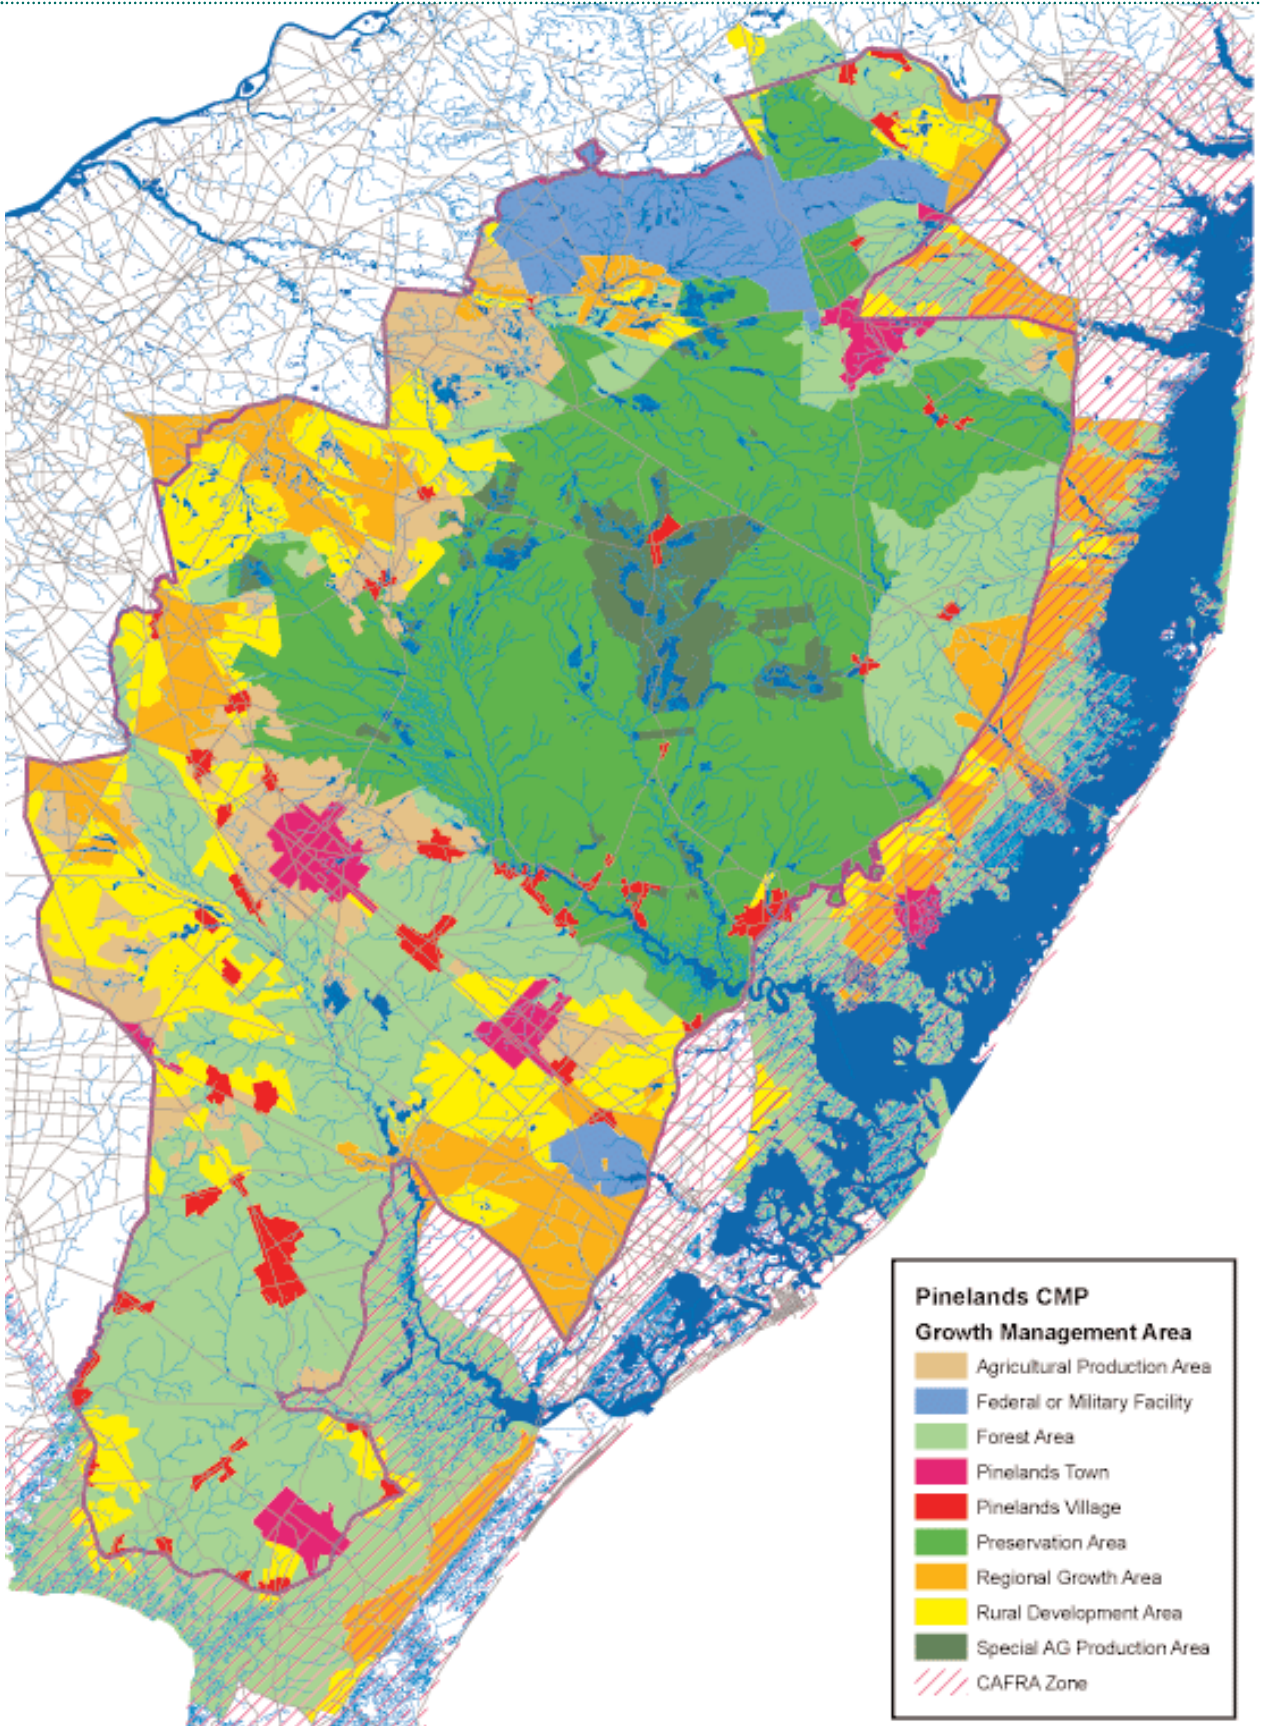 Pinelands CMP
Growth Management Area
Agricultural Production Area
Federal or Military Facility
Forest Area
Pinelands Town
Pinelands Village
Preservation Area
Regional Growth Area
Rural Development Area
Special AG Production Area
CAFRA Zone